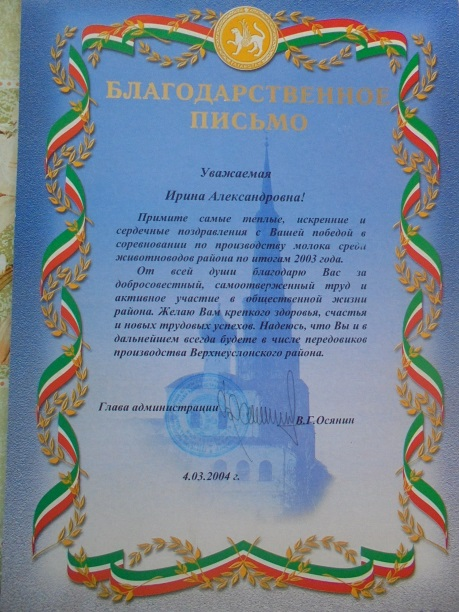 БЛАГОДАРСТВЕННОЕ
ПИСЬМО
Уважаемая
Ирина Александровна!
Примите самые теплые, искренние и
сердечные поздравления с Вашей победой в
соревновании по производству молока среди
животноводов района по итогам 2003 года.
От всей души благодарю Вас за
добросовестный, самоотверженный труд и
активное участие в общественной жизни
района. Желаю Вам крепкого здоровья, счастья
и новых трудовых успехов. Надеюсь, что Вы и в
дальнейшем всегда будете в числе передовиков
производства Верхнеуслонского района.
Глава администрации В.Г.Осянин
4.03.2004 г.